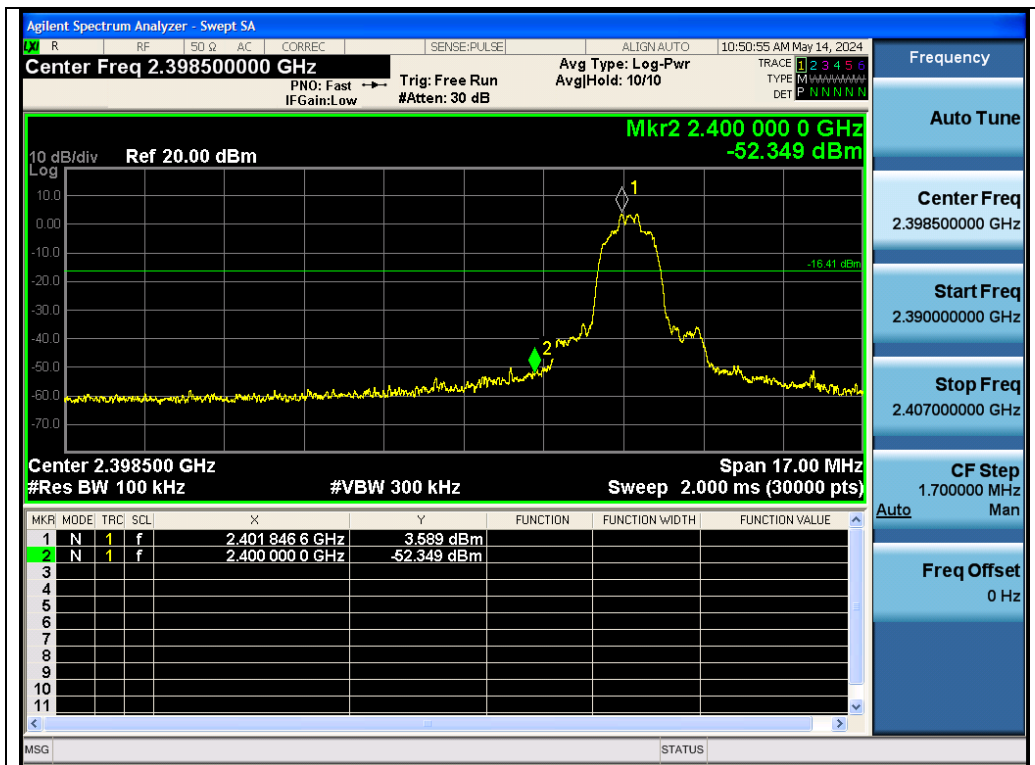 Agilent Spectrum Analyzer - Swept SA
LXI R RF 50 Ω AC CORREC SENSE:PULSE ALIGN AUTO 10:50:55 AM May 14, 2024
Center Freq 2.398500000 GHz
PNO: Fast
IFGain:Low
Trig: Free Run
#Atten: 30 dB
Avg Type: Log-Pwr
Avg|Hold: 10/10
TRACE 1 2 3 4 5 6
TYPE M
DET P N N N N N
Mkr2 2.400 000 0 GHz
-52.349 dBm
10 dB/div Ref 20.00 dBm
Log
10.0
0.00
-10.0
-20.0
-30.0
-40.0
-50.0
-60.0
-70.0
1
-16.41 dBm
2
Center 2.398500 GHz Span 17.00 MHz
#Res BW 100 kHz #VBW 300 kHz Sweep 2.000 ms (30000 pts)
MKR MODE TRC SCL X Y FUNCTION FUNCTION WIDTH FUNCTION VALUE
1 N 1 f 2.401 846 6 GHz 3.589 dBm
2 N 1 f 2.400 000 0 GHz -52.349 dBm
3
4
5
6
7
8
9
10
11
MSG STATUS
Frequency
Auto Tune
Center Freq
2.398500000 GHz
Start Freq
2.390000000 GHz
Stop Freq
2.407000000 GHz
CF Step
1.700000 MHz
Auto Man
Freq Offset
0 Hz